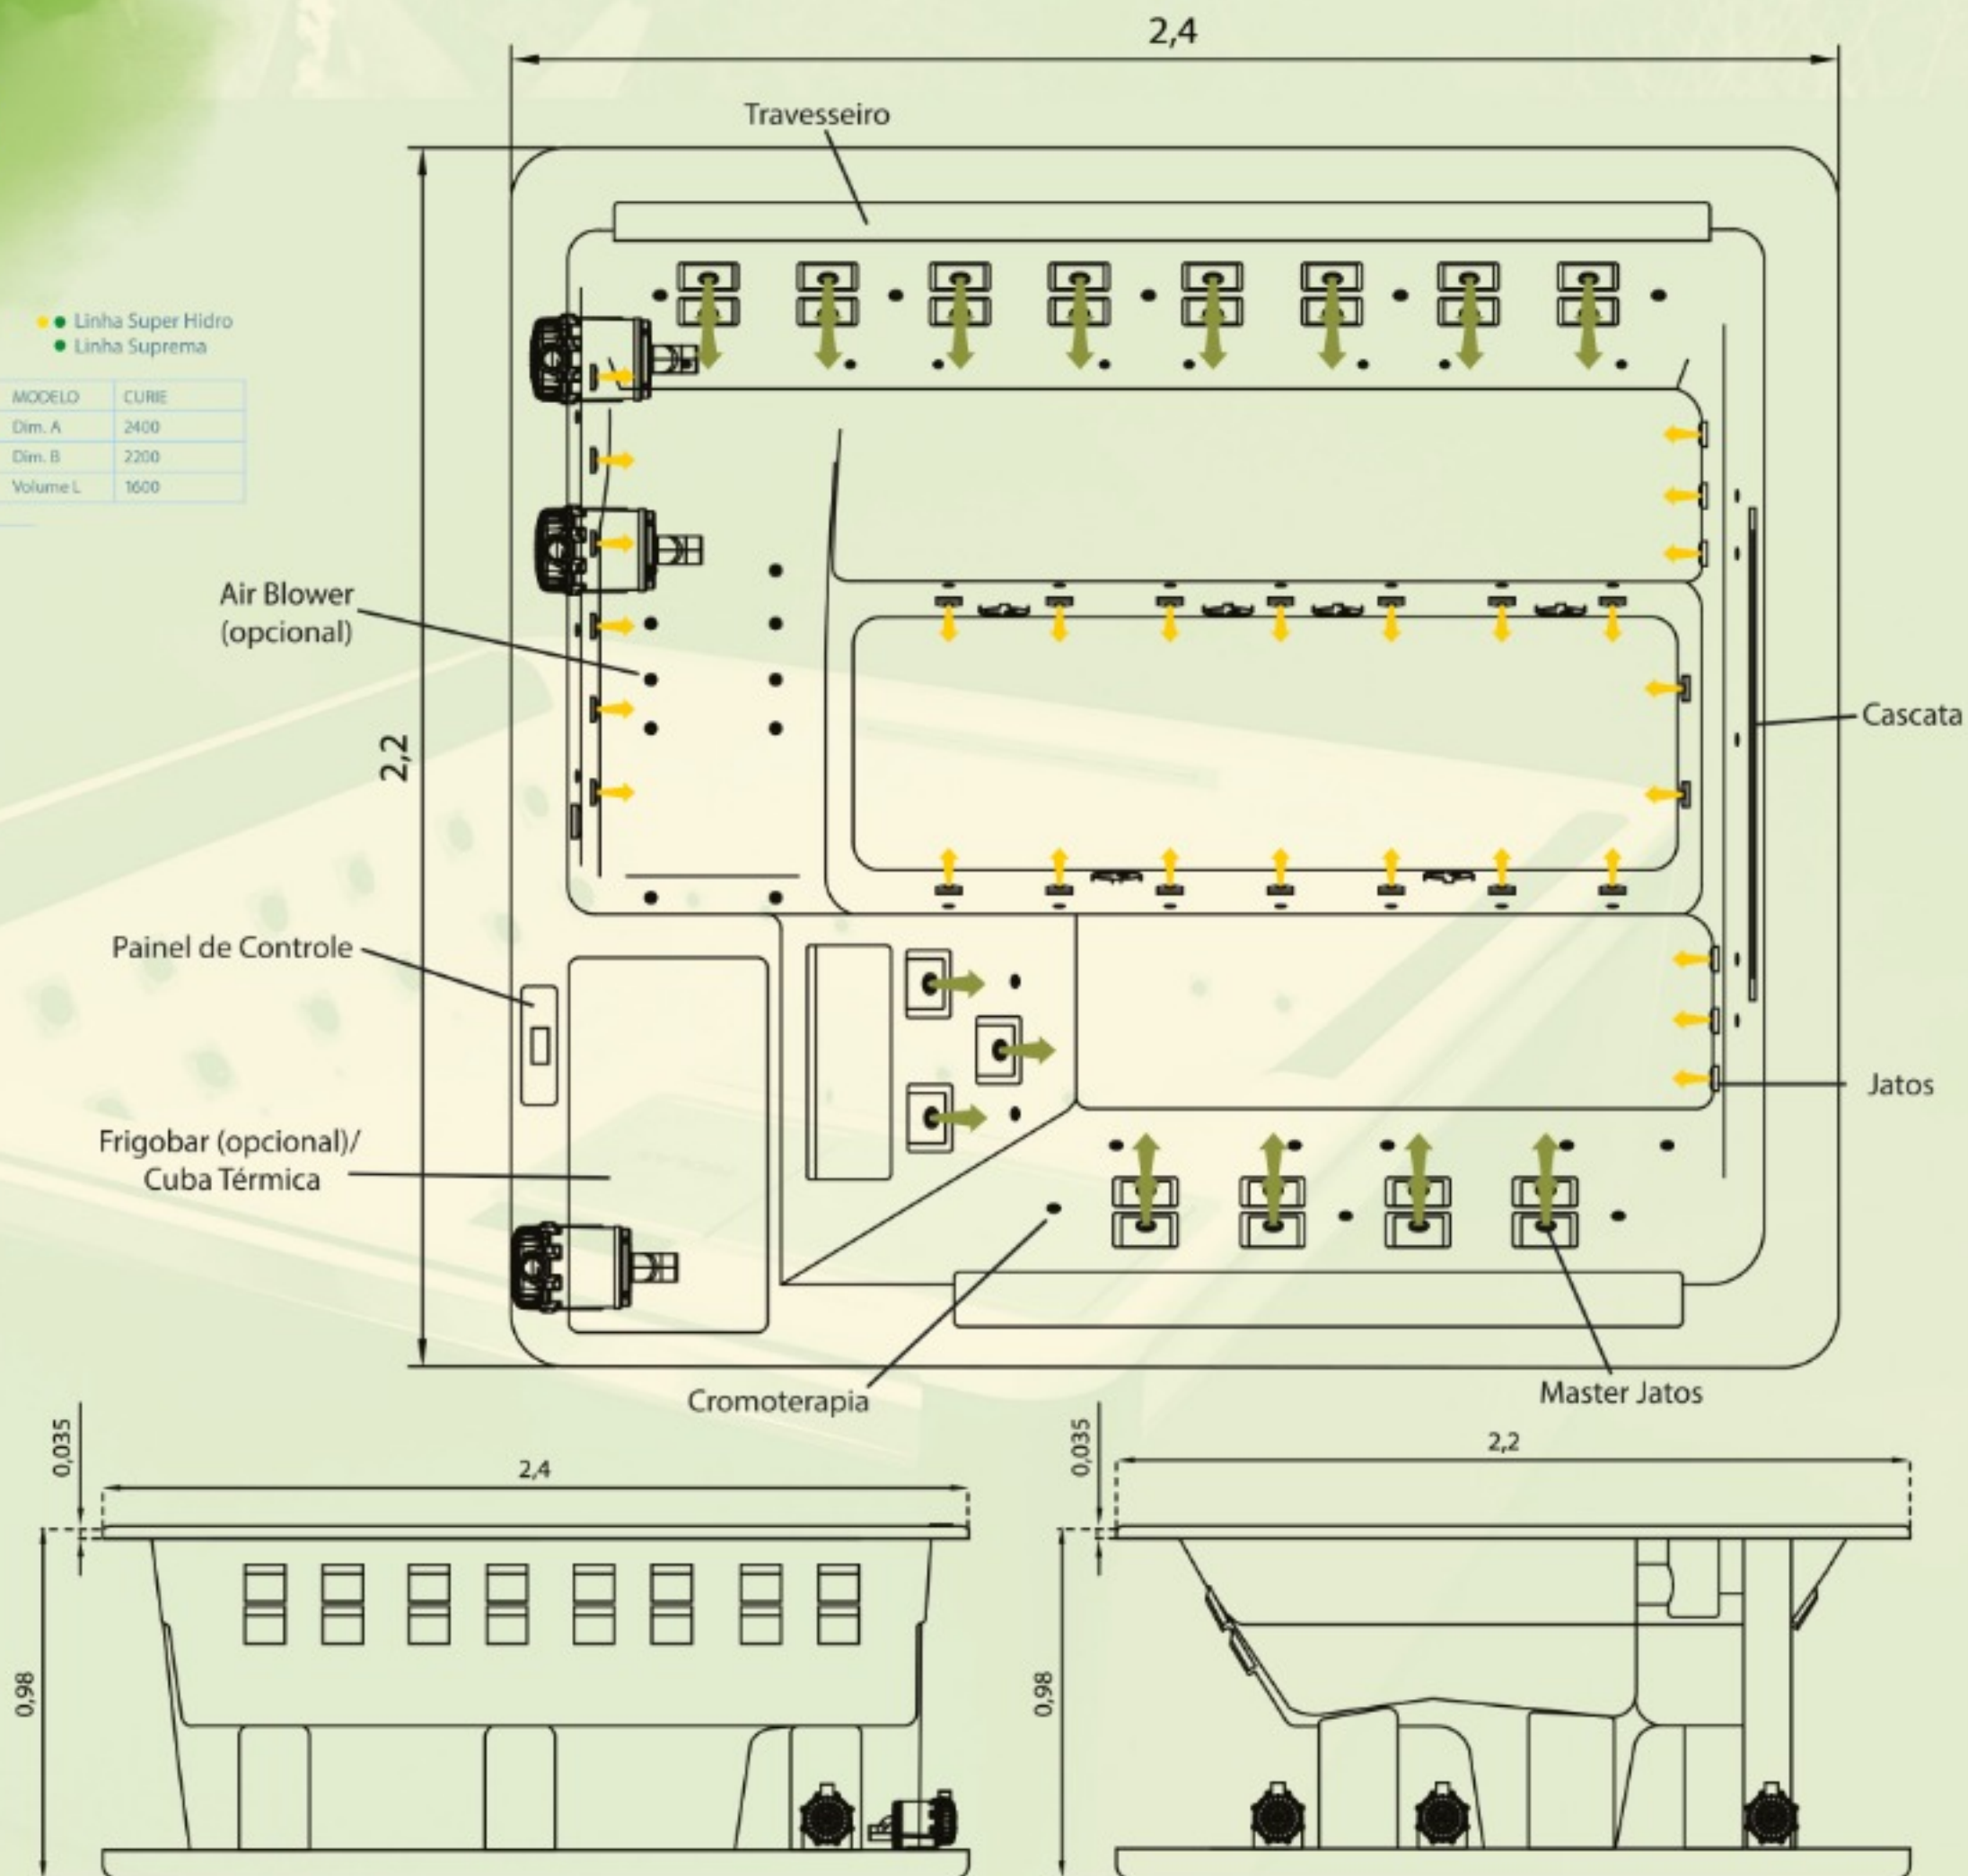 2,4
Travesseiro
Linha Super Hidro
Linha Suprema
MODELO CURIE
Dim. A 2400
Dim. B 2200
Volume L 1600
Air Blower
(opcional)
2,2
Cascata
Painel de Controle
Jatos
Frigobar (opcional)/
Cuba Térmica
Cromoterapia
Master Jatos
0,035
2,4
0,98
0,035
2,2
0,98